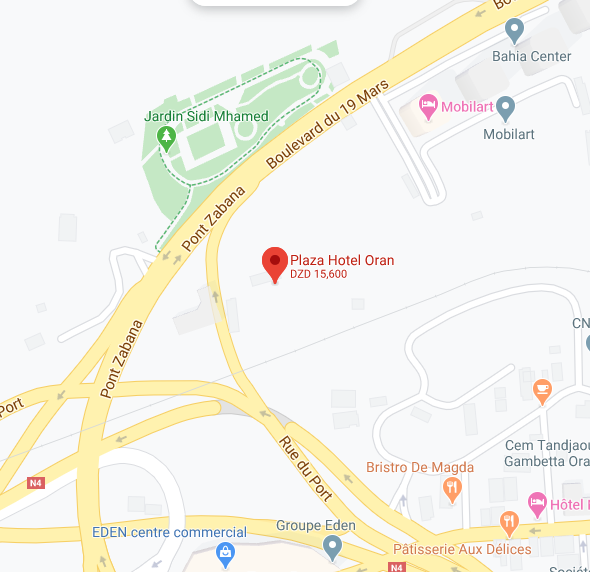 Bo
Bahia Center
Mobilart
Mobilart
Jardin Sidi Mhamed
Boulevard du 19 Mars
Pont Zabana
Plaza Hotel Oran
DZD 15,600
CN
Pont Zabana
Port
Rue du Port
Cem Tandjaou
Gambetta Ora
Bristro De Magda
N4
Hôtel
EDEN centre commercial
Groupe Eden
Pâtisserie Aux Délices
N4
Sociét